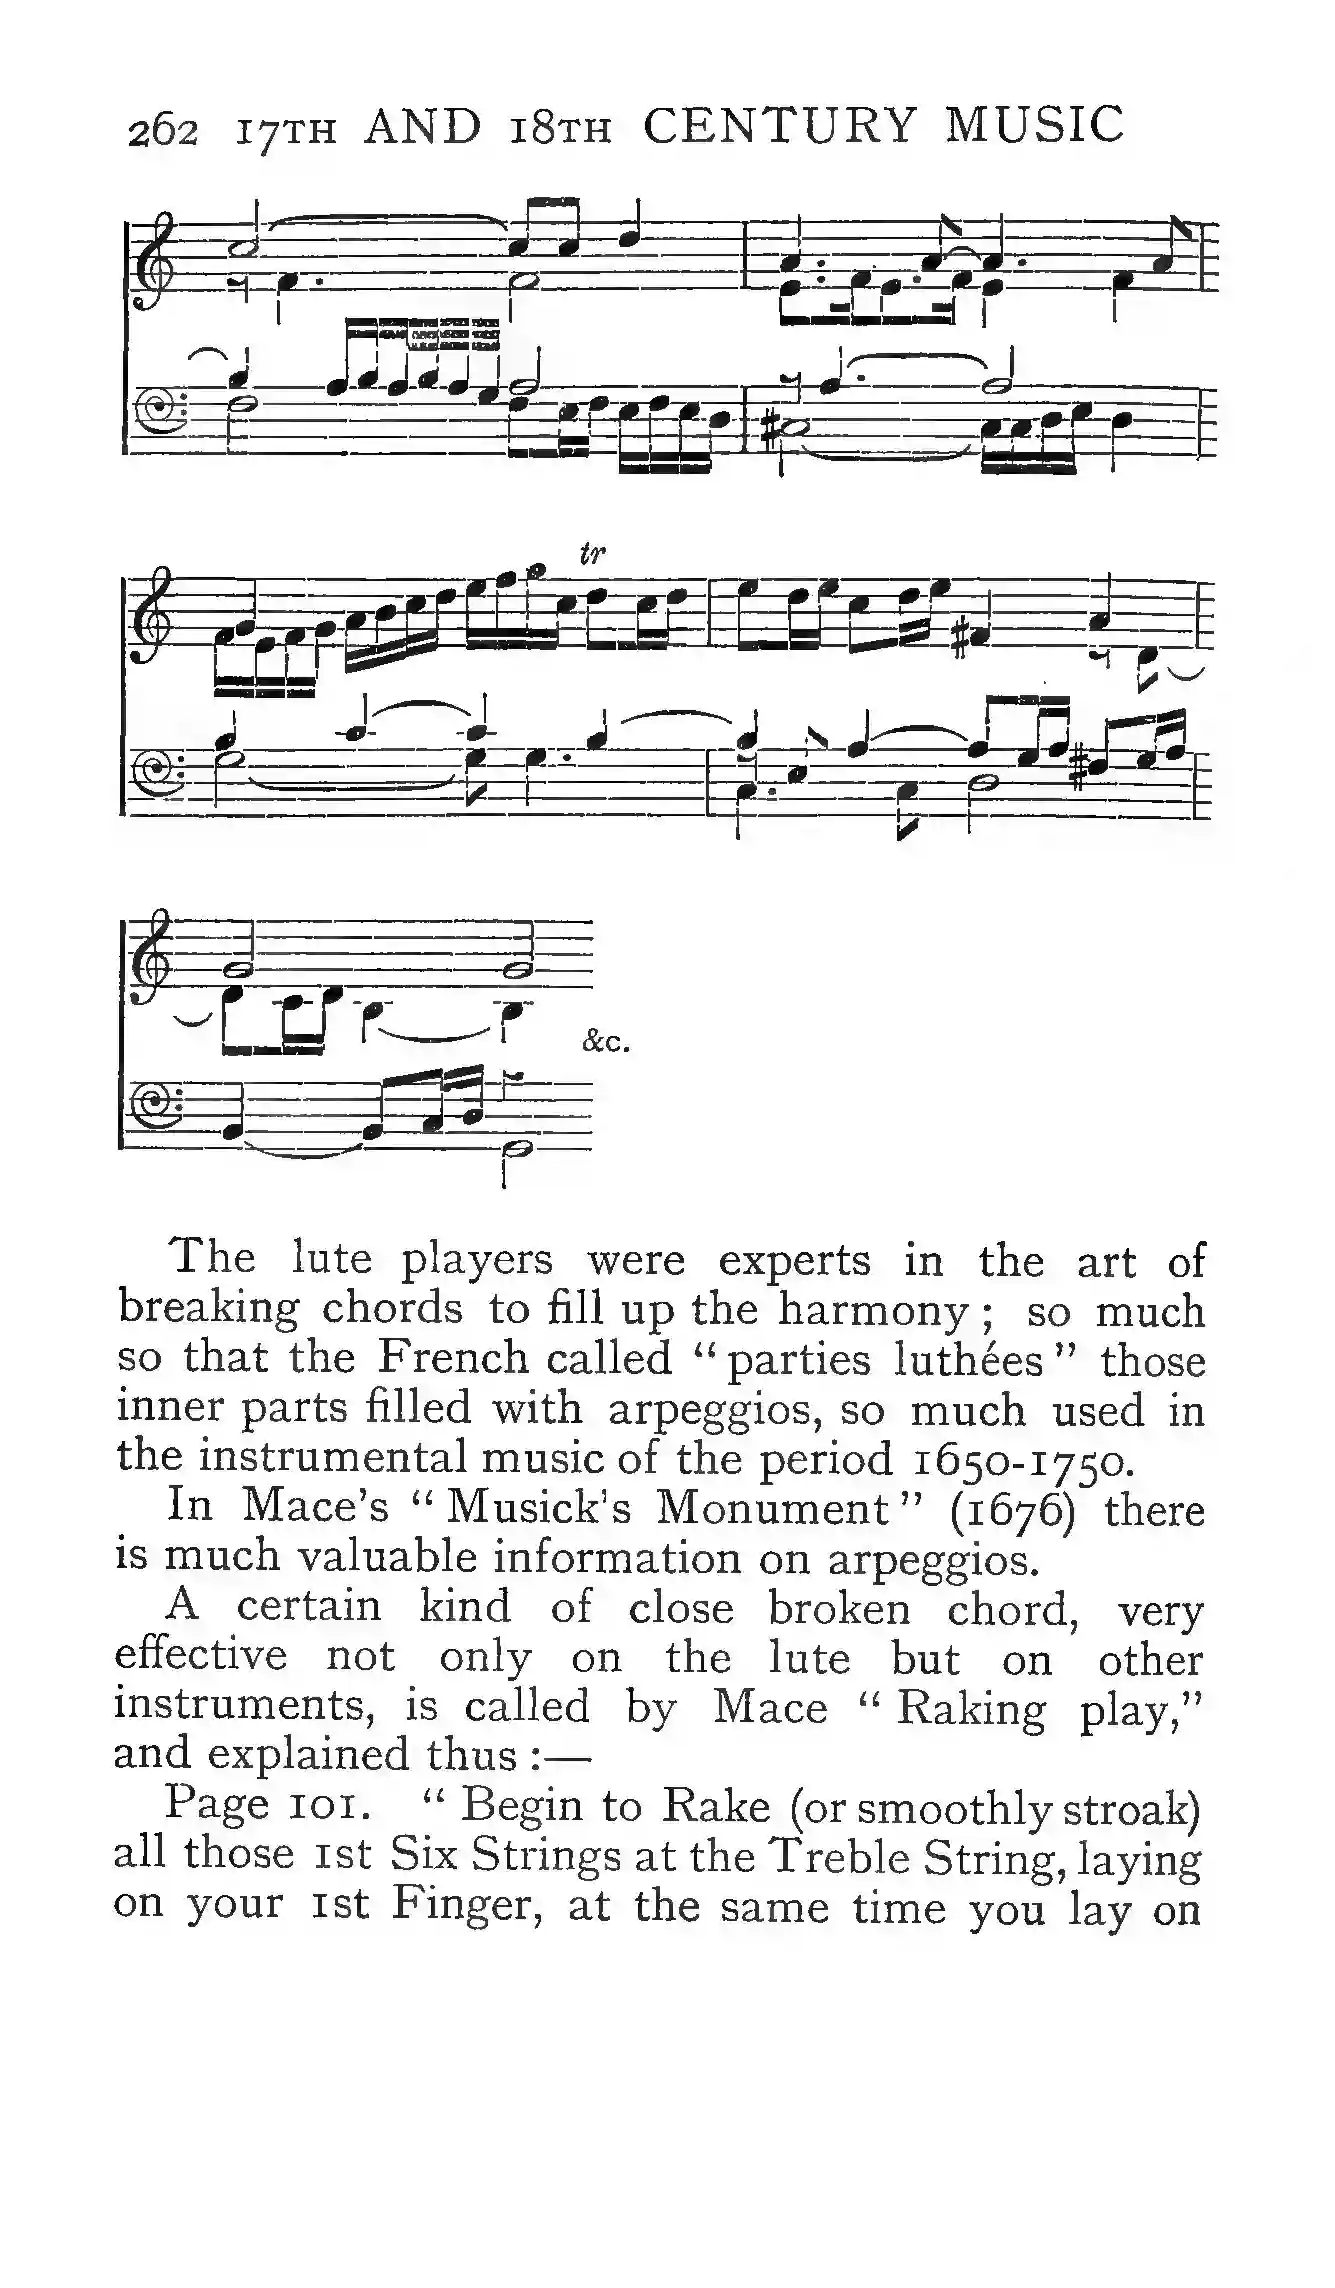 262 17TH AND 18TH CENTURY MUSIC
tr
&c.
The lute players were experts in the art of
breaking chords to fill up the harmony ; so much
so that the French called “ parties luthées ” those
inner parts filled with arpeggios, so much used in
the instrumental music of the period 1650-1750.
In Mace’s “ Musick’s Monument ” (1676) there
is much valuable information on arpeggios.
A certain kind of close broken chord, very
effective not only on the lute but on other
instruments, is called by Mace “ Raking play,”
and explained thus :—
Page 101. “ Begin to Rake (or smoothly stroak)
all those 1st Six Strings at the Treble String, laying
on your 1st Finger, at the same time you lay on